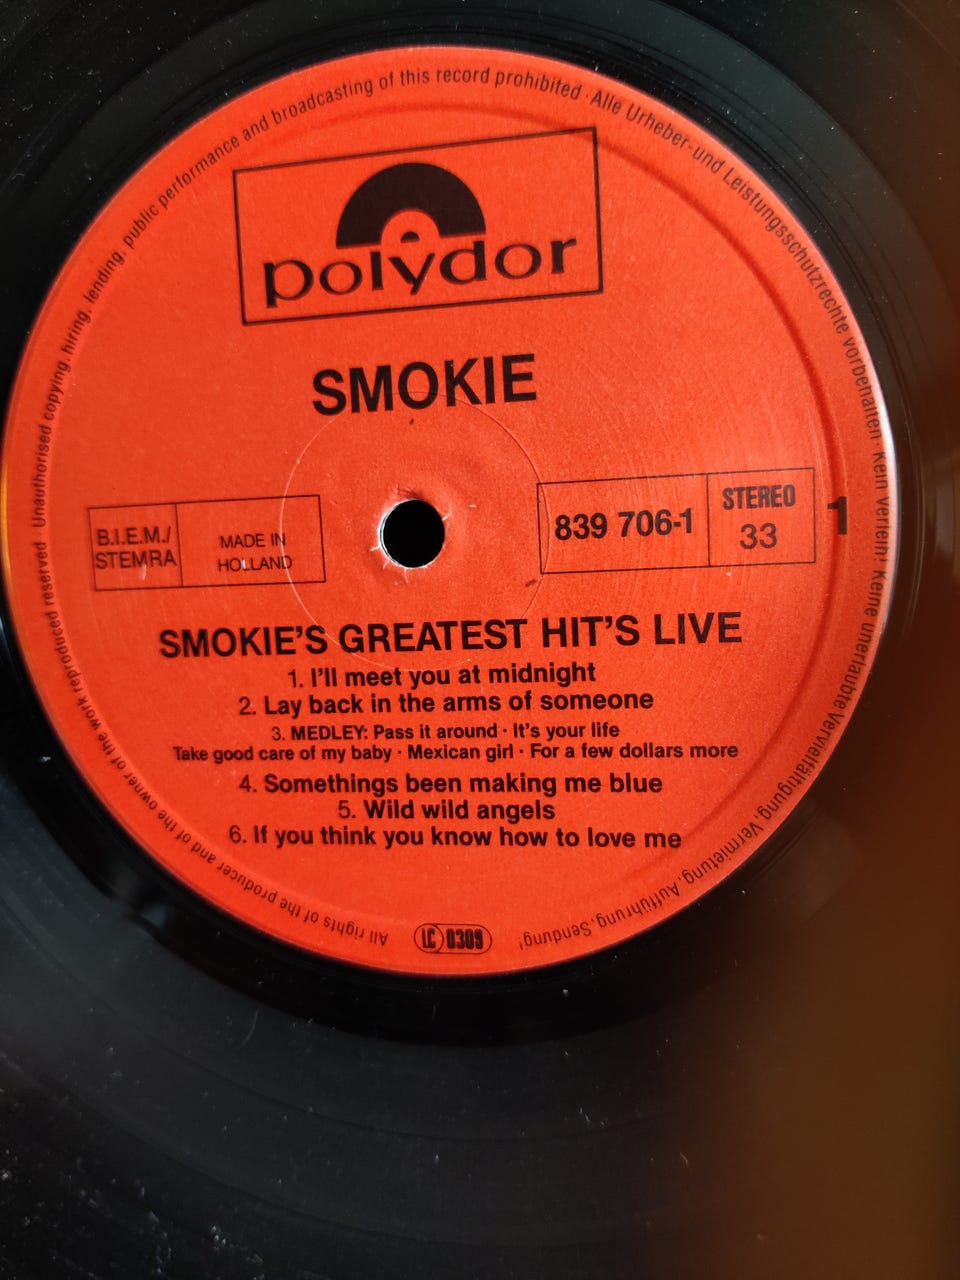 All rights of the producer and of the owner of the work reproduced reserved. Unauthorised copying, hiring, lending, public performance and broadcasting of this record prohibited · Alle Urheber- und Leistungsschutzrechte vorbehalten · Kein Verleih! Keine unerlaubte Vervielfältigung, Vermietung, Aufführung, Sendung!
polydor
SMOKIE
B.I.E.M./
STEMRA
MADE IN
HOLLAND
839 706-1
STEREO
33
1
SMOKIE'S GREATEST HIT'S LIVE
1. I'll meet you at midnight
2. Lay back in the arms of someone
3. MEDLEY: Pass it around · It's your life
Take good care of my baby · Mexican girl · For a few dollars more
4. Somethings been making me blue
5. Wild wild angels
6. If you think you know how to love me
LC 0309